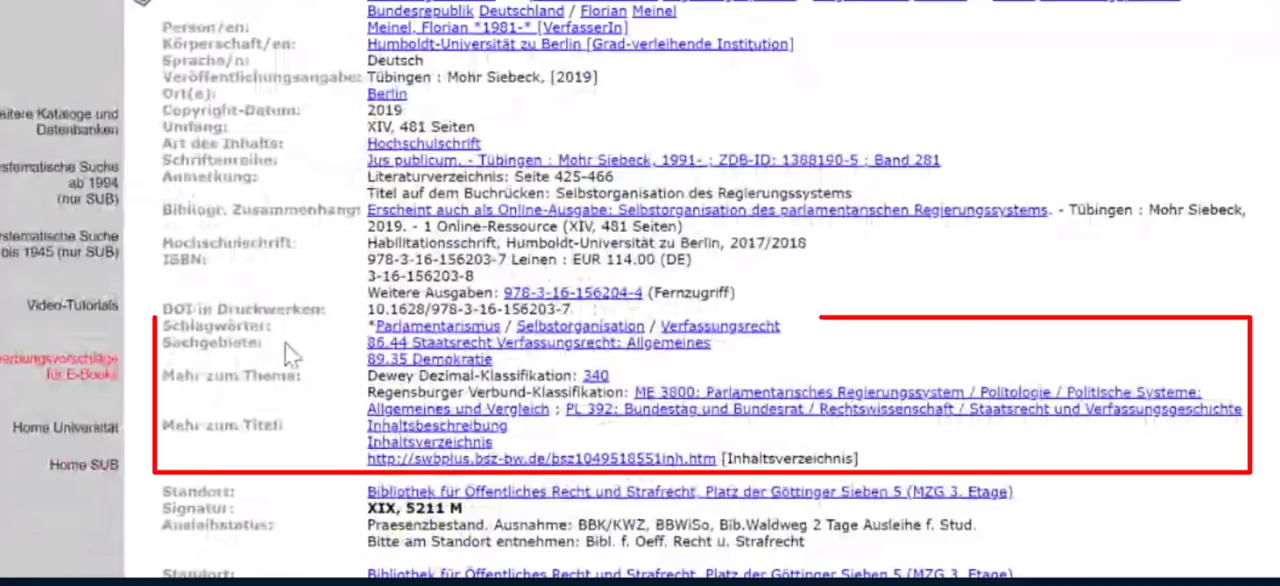 Bundesrepublik Deutschland / Florian Meinel
Person/en: Meinel, Florian *1981-* [VerfasserIn]
Körperschaft/en: Humboldt-Universität zu Berlin [Grad-verleihende Institution]
Sprache/n: Deutsch
Veröffentlichungsangabe: Tübingen : Mohr Siebeck, [2019]
Ort(e): Berlin
Copyright-Datum: 2019
Umfang: XIV, 481 Seiten
Art des Inhalts: Hochschulschrift
Schriftenreihe: Jus publicum. - Tübingen : Mohr Siebeck, 1991- ; ZDB-ID: 1388190-5 ; Band 281
Anmerkung: Literaturverzeichnis: Seite 425-466
Titel auf dem Buchrücken: Selbstorganisation des Regierungssystems
Bibliogr. Zusammenhang: Erscheint auch als Online-Ausgabe: Selbstorganisation des parlamentarischen Regierungssystems. - Tübingen : Mohr Siebeck,
2019. - 1 Online-Ressource (XIV, 481 Seiten)
Hochschulschrift: Habilitationsschrift, Humboldt-Universität zu Berlin, 2017/2018
ISBN: 978-3-16-156203-7 Leinen : EUR 114.00 (DE)
3-16-156203-8
Weitere Ausgaben: 978-3-16-156204-4 (Fernzugriff)
DOI in Druckwerken: 10.1628/978-3-16-156203-7
Schlagwörter: *Parlamentarismus / Selbstorganisation / Verfassungsrecht
Sachgebiete: 86.44 Staatsrecht Verfassungsrecht: Allgemeines
89.35 Demokratie
Mehr zum Thema: Dewey Dezimal-Klassifikation: 340
Regensburger Verbund-Klassifikation: ME 3800: Parlamentarisches Regierungssystem / Politologie / Politische Systeme:
Allgemeines und Vergleich ; PL 392: Bundestag und Bundesrat / Rechtswissenschaft / Staatsrecht und Verfassungsgeschichte
Mehr zum Titel: Inhaltsbeschreibung
Inhaltsverzeichnis
http://swbplus.bsz-bw.de/bsz1049518551inh.htm [Inhaltsverzeichnis]
Standort: Bibliothek für Öffentliches Recht und Strafrecht, Platz der Göttinger Sieben 5 (MZG 3. Etage)
Signatur: XIX, 5211 M
Ausleihstatus: Praesenzbestand. Ausnahme: BBK/KWZ, BBWiSo, Bib.Waldweg 2 Tage Ausleihe f. Stud.
Bitte am Standort entnehmen: Bibl. f. Oeff. Recht u. Strafrecht
Standort: Bibliothek für Öffentliches Recht und Strafrecht, Platz der Göttinger Sieben 5 (MZG 3. Etage)
eitere Kataloge und
Datenbanken
ystematische Suche
ab 1994
(nur SUB)
ystematische Suche
bis 1945 (nur SUB)
Video-Tutorials
werbungsvorschläge
für E-Books
Home Universität
Home SUB